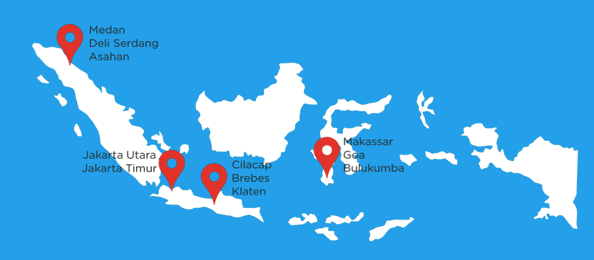 Medan
Deli Serdang
Asahan
Jakarta Utara
Jakarta Timur
Cilacap
Brebes
Klaten
Makassar
Goa
Bulukumba